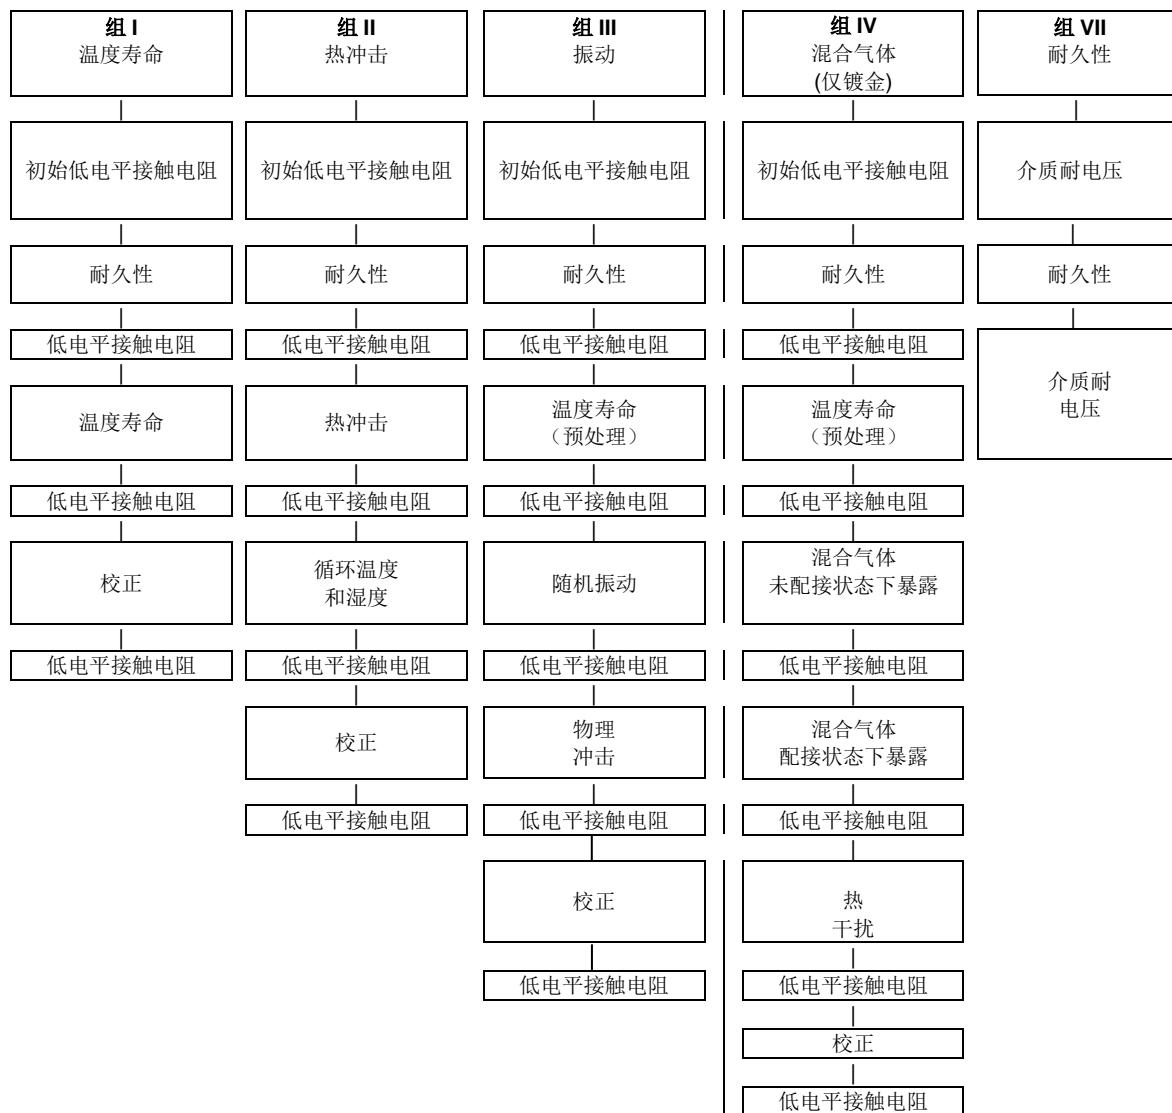 组 I
温度寿命
初始低电平接触电阻
耐久性
低电平接触电阻
温度寿命
低电平接触电阻
校正
低电平接触电阻
组 II
热冲击
初始低电平接触电阻
耐久性
低电平接触电阻
热冲击
低电平接触电阻
循环温度
和湿度
低电平接触电阻
校正
低电平接触电阻
组 III
振动
初始低电平接触电阻
耐久性
低电平接触电阻
温度寿命
（预处理）
低电平接触电阻
随机振动
低电平接触电阻
物理
冲击
低电平接触电阻
校正
低电平接触电阻
组 IV
混合气体
(仅镀金)
初始低电平接触电阻
耐久性
低电平接触电阻
温度寿命
（预处理）
低电平接触电阻
混合气体
未配接状态下暴露
低电平接触电阻
混合气体
配接状态下暴露
低电平接触电阻
热
干扰
低电平接触电阻
校正
低电平接触电阻
组 VII
耐久性
介质耐电压
耐久性
介质耐
电压